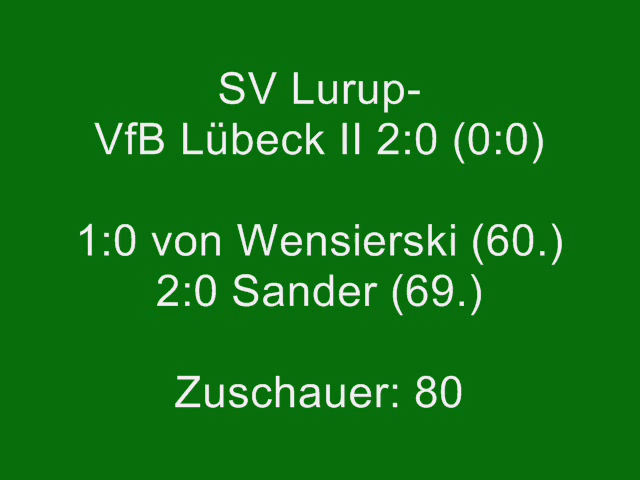 SV Lurup-
VfB Lübeck II 2:0 (0:0)
1:0 von Wensierski (60.)
2:0 Sander (69.)
Zuschauer: 80